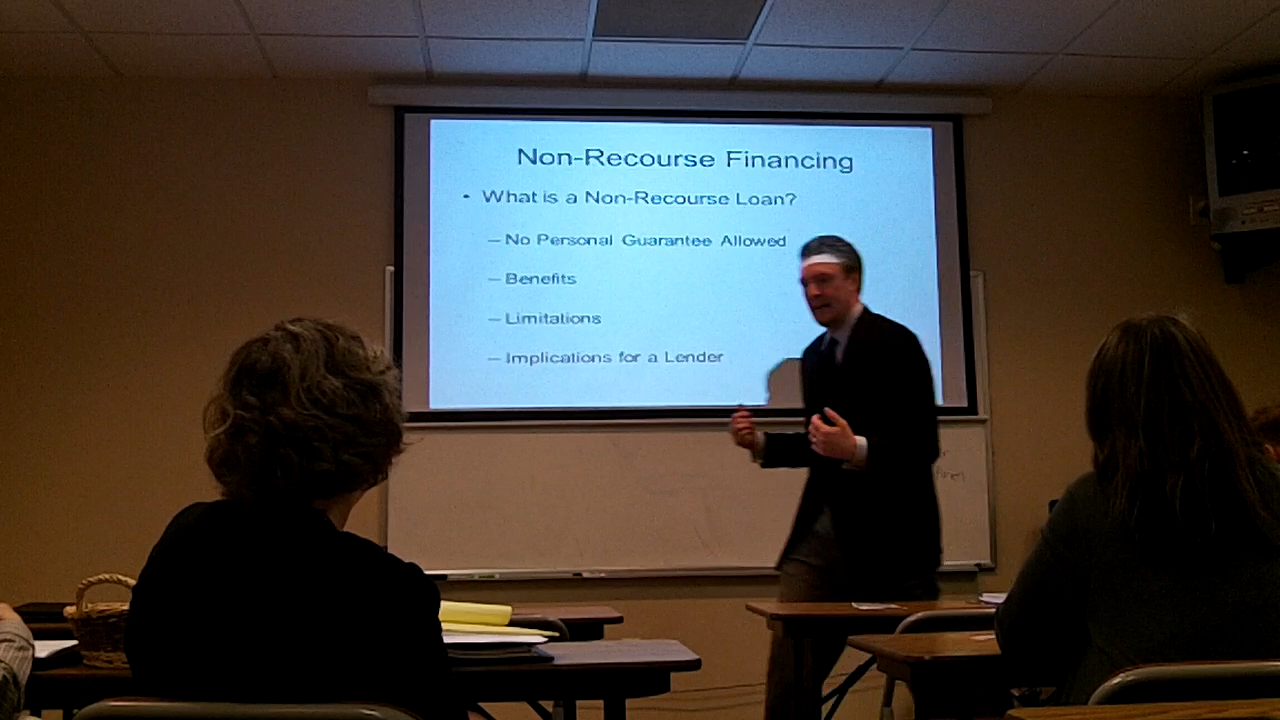 Non-Recourse Financing
• What is a Non-Recourse Loan?
– No Personal Guarantee Allowed
– Benefits
– Limitations
– Implications for a Lender